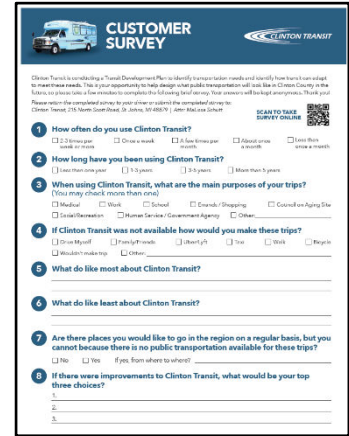 CUSTOMER
SURVEY
CLINTON TRANSIT
Clinton Transit is conducting a Transit Development Plan to identify transportation needs and identify how transit can adapt
to meet these needs. This is your opportunity to help design what public transportation will look like in Clinton County in the
future, so please take a few minutes to complete the following brief survey. Your answers will be kept anonymous. Thank you!
Please return the completed survey to your driver or submit the completed survey to:
Clinton Transit, 215 North Scott Road, St. Johns, MI 48879 | Attn: MaLissa Schutt
SCAN TO TAKE
SURVEY ONLINE
1 How often do you use Clinton Transit?
2-3 times per week or more Once a week A few times per month About once a month Less than once a month
2 How long have you been using Clinton Transit?
Less than one year 1-3 years 3-5 years More than 5 years
3 When using Clinton Transit, what are the main purposes of your trips?
(You may check more than one)
Medical Work School Errands / Shopping Council on Aging Site
Social/Recreation Human Service / Government Agency Other:
4 If Clinton Transit was not available how would you make these trips?
Drive Myself Family/Friends Uber/Lyft Taxi Walk Bicycle
Wouldn't make trip Other:
5 What do like most about Clinton Transit?
6 What do like least about Clinton Transit?
7 Are there places you would like to go in the region on a regular basis, but you
cannot because there is no public transportation available for these trips?
No Yes If yes, from where to where?
8 If there were improvements to Clinton Transit, what would be your top
three choices?
1.
2.
3.